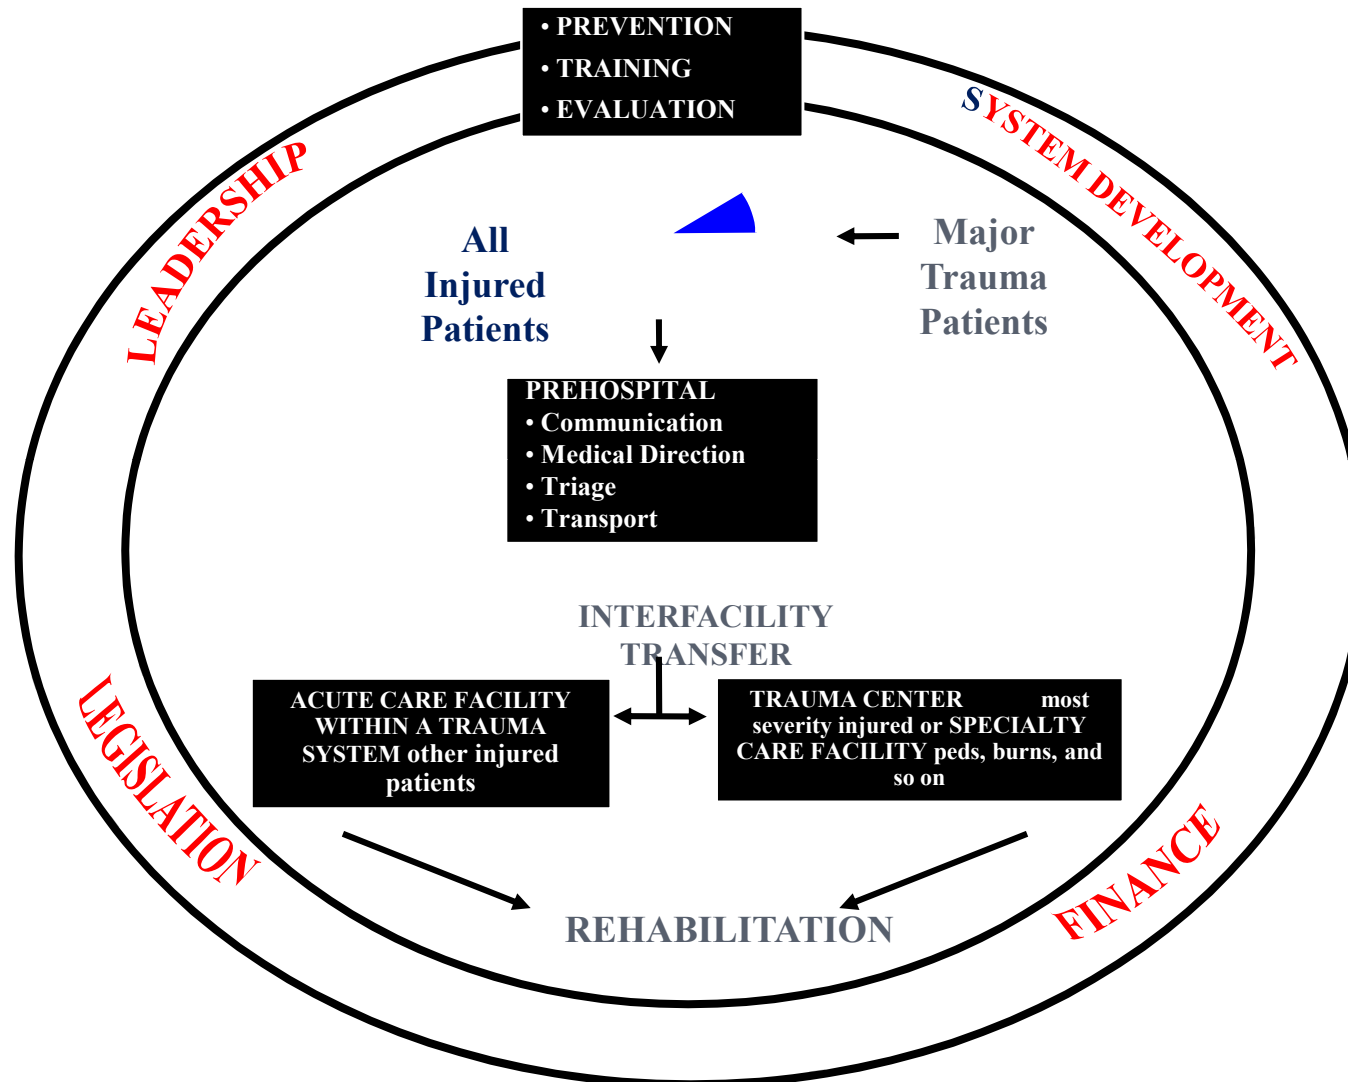 • PREVENTION
• TRAINING
• EVALUATION
LEADERSHIP
SYSTEM DEVELOPMENT
All
Injured
Patients
Major
Trauma
Patients
PREHOSPITAL
• Communication
• Medical Direction
• Triage
• Transport
INTERFACILITY
TRANSFER
ACUTE CARE FACILITY
WITHIN A TRAUMA
SYSTEM other injured
patients
TRAUMA CENTER most
severity injured or SPECIALTY
CARE FACILITY peds, burns, and
so on
LEGISLATION
FINANCE
REHABILITATION